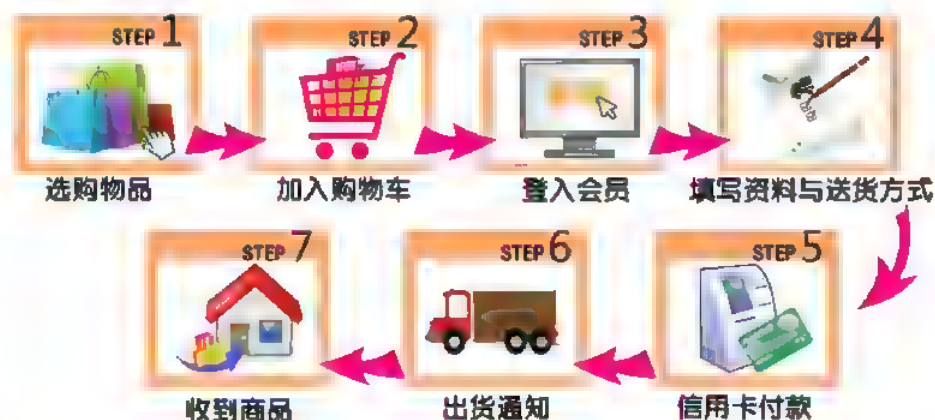 STEP 1
STEP 2
STEP 3
STEP 4
选购物品
加入购物车
登入会员
填写资料与送货方式
STEP 7
STEP 6
STEP 5
收到商品
出货通知
信用卡付款